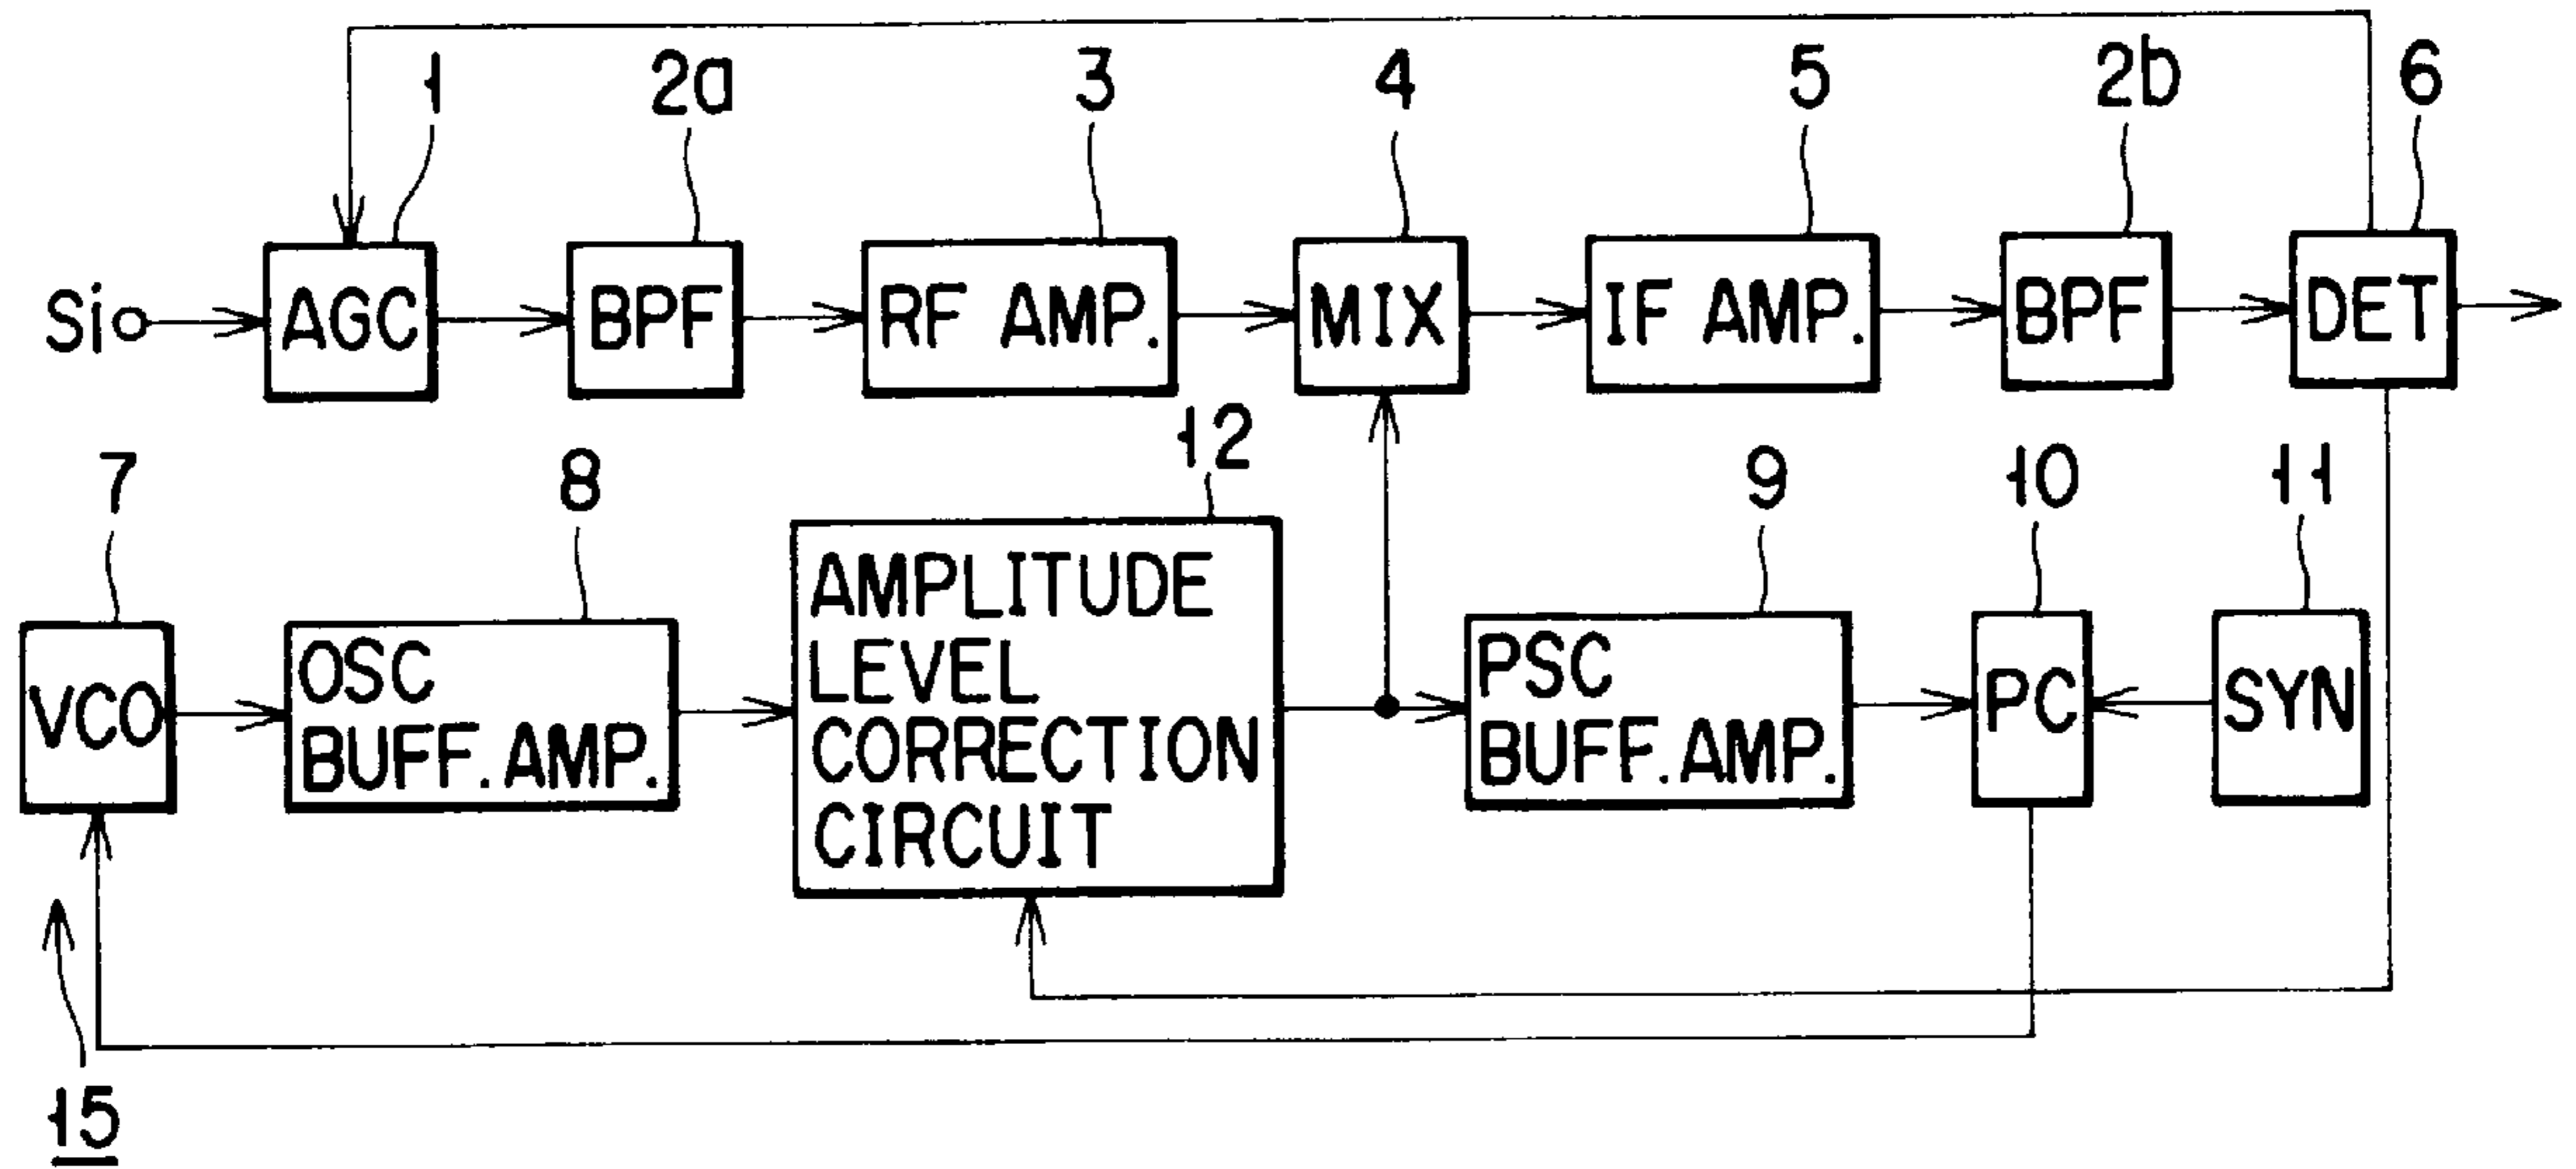 1
2a
3
4
5
2b
6
Si
AGC
BPF
RF AMP.
MIX
IF AMP.
BPF
DET
7
8
12
9
10
11
VCO
OSC
BUFF. AMP.
AMPLITUDE
LEVEL
CORRECTION
CIRCUIT
PSC
BUFF. AMP.
PC
SYN
15